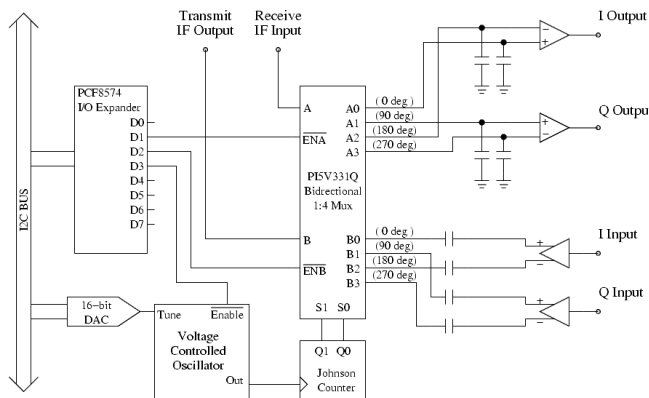 Transmit
IF Output
Receive
IF Input
I Output
PCF8574
I/O Expander
D0
D1
D2
D3
D4
D5
D6
D7
I2C BUS
A
ENA
PI5V331Q
Bidrectional
1:4 Mux
B
ENB
A0
A1
A2
A3
B0
B1
B2
B3
S1 S0
(0 deg)
(90 deg)
(180 deg)
(270 deg)
(0 deg)
(90 deg)
(180 deg)
(270 deg)
−
+
+
−
Q Outpu
+
−
I Input
+
−
Q Input
16-bit
DAC
Tune
Enable
Voltage
Controlled
Oscillator
Out
Q1 Q0
Johnson
Counter